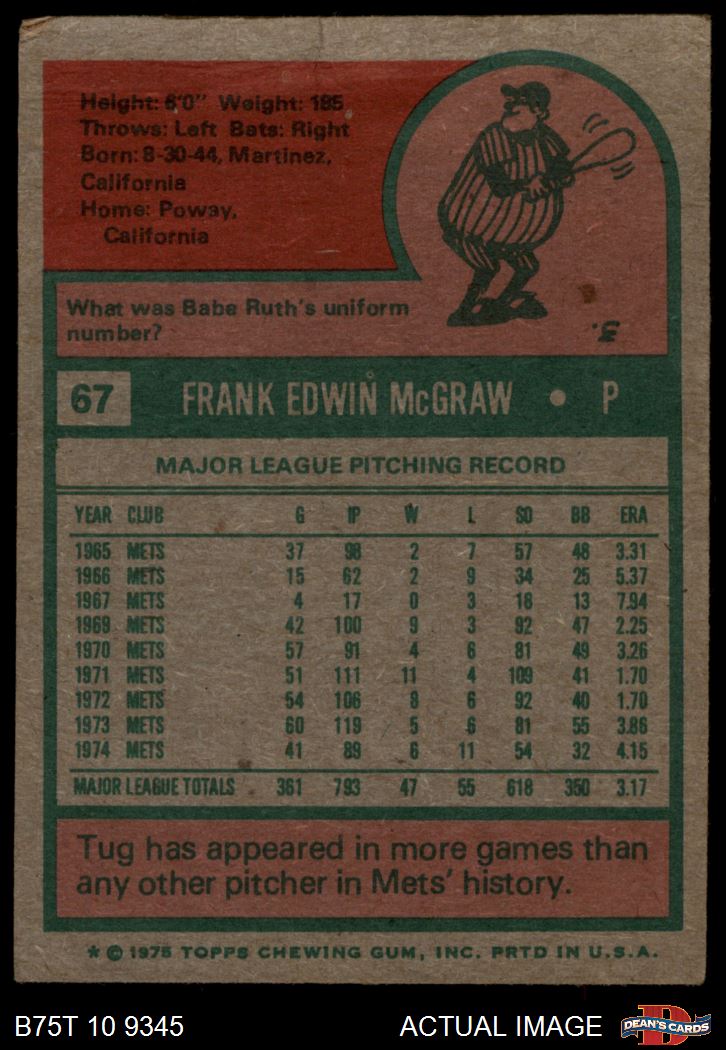 Height: 6'0" Weight: 185
Throws: Left Bats: Right
Born: 8-30-44, Martinez,
California
Home: Poway,
California
What was Babe Ruth's uniform
number?
3.
67 FRANK EDWIN McGRAW • P
MAJOR LEAGUE PITCHING RECORD
YEAR CLUB G IP W L SO BB ERA
1965 METS 37 98 2 7 57 48 3.31
1966 METS 15 62 2 9 34 25 5.37
1967 METS 4 17 0 3 18 13 7.94
1969 METS 42 100 9 3 92 47 2.25
1970 METS 57 91 4 6 81 49 3.26
1971 METS 51 111 11 4 109 41 1.70
1972 METS 54 106 8 6 92 40 1.70
1973 METS 60 119 5 6 81 55 3.86
1974 METS 41 89 6 11 54 32 4.15
MAJOR LEAGUE TOTALS 361 793 47 55 618 350 3.17
Tug has appeared in more games than
any other pitcher in Mets' history.
* © 1975 TOPPS CHEWING GUM, INC. PRTD IN U.S.A.
B75T 10 9345 ACTUAL IMAGE D DEAN'S CARDS